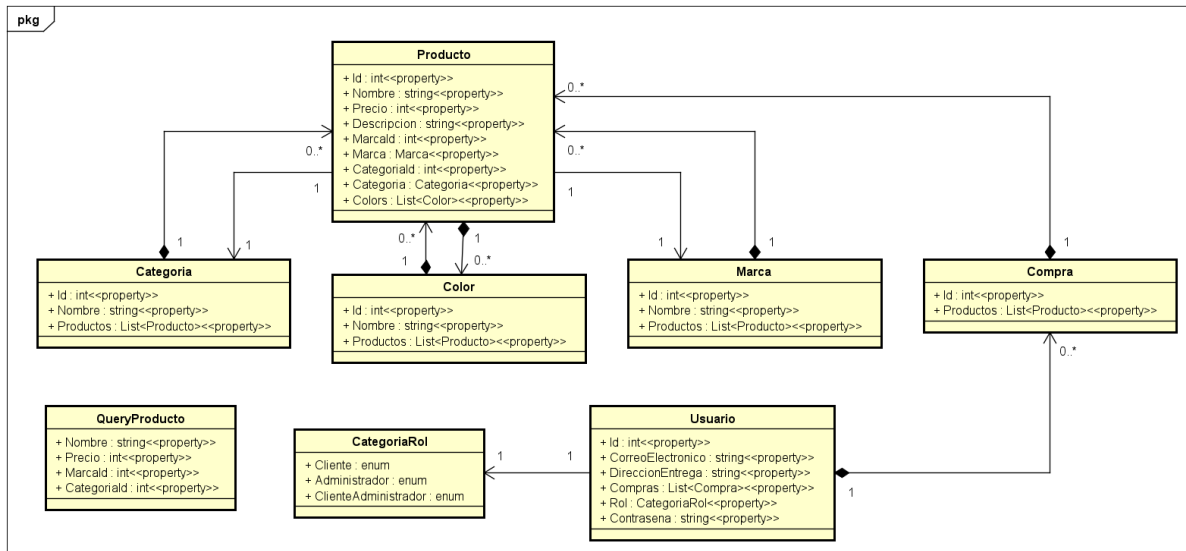 pkg
Producto
+ Id : int<<property>>
+ Nombre : string<<property>>
+ Precio : int<<property>>
+ Descripcion : string<<property>>
+ MarcaId : int<<property>>
+ Marca : Marca<<property>>
+ CategoriaId : int<<property>>
+ Categoria : Categoria<<property>>
+ Colors : List<Color><<property>>
0..*
0..*
0..*
1
1
0..*
1
1
0..*
1
1
1
1
1
Categoria
+ Id : int<<property>>
+ Nombre : string<<property>>
+ Productos : List<Producto><<property>>
Color
+ Id : int<<property>>
+ Nombre : string<<property>>
+ Productos : List<Producto><<property>>
Marca
+ Id : int<<property>>
+ Nombre : string<<property>>
+ Productos : List<Producto><<property>>
Compra
+ Id : int<<property>>
+ Productos : List<Producto><<property>>
0..*
QueryProducto
+ Nombre : string<<property>>
+ Precio : int<<property>>
+ MarcaId : int<<property>>
+ CategoriaId : int<<property>>
CategoriaRol
+ Cliente : enum
+ Administrador : enum
+ ClienteAdministrador : enum
1
1
Usuario
+ Id : int<<property>>
+ CorreoElectronico : string<<property>>
+ DireccionEntrega : string<<property>>
+ Compras : List<Compra><<property>>
+ Rol : CategoriaRol<<property>>
+ Contrasena : string<<property>>
1